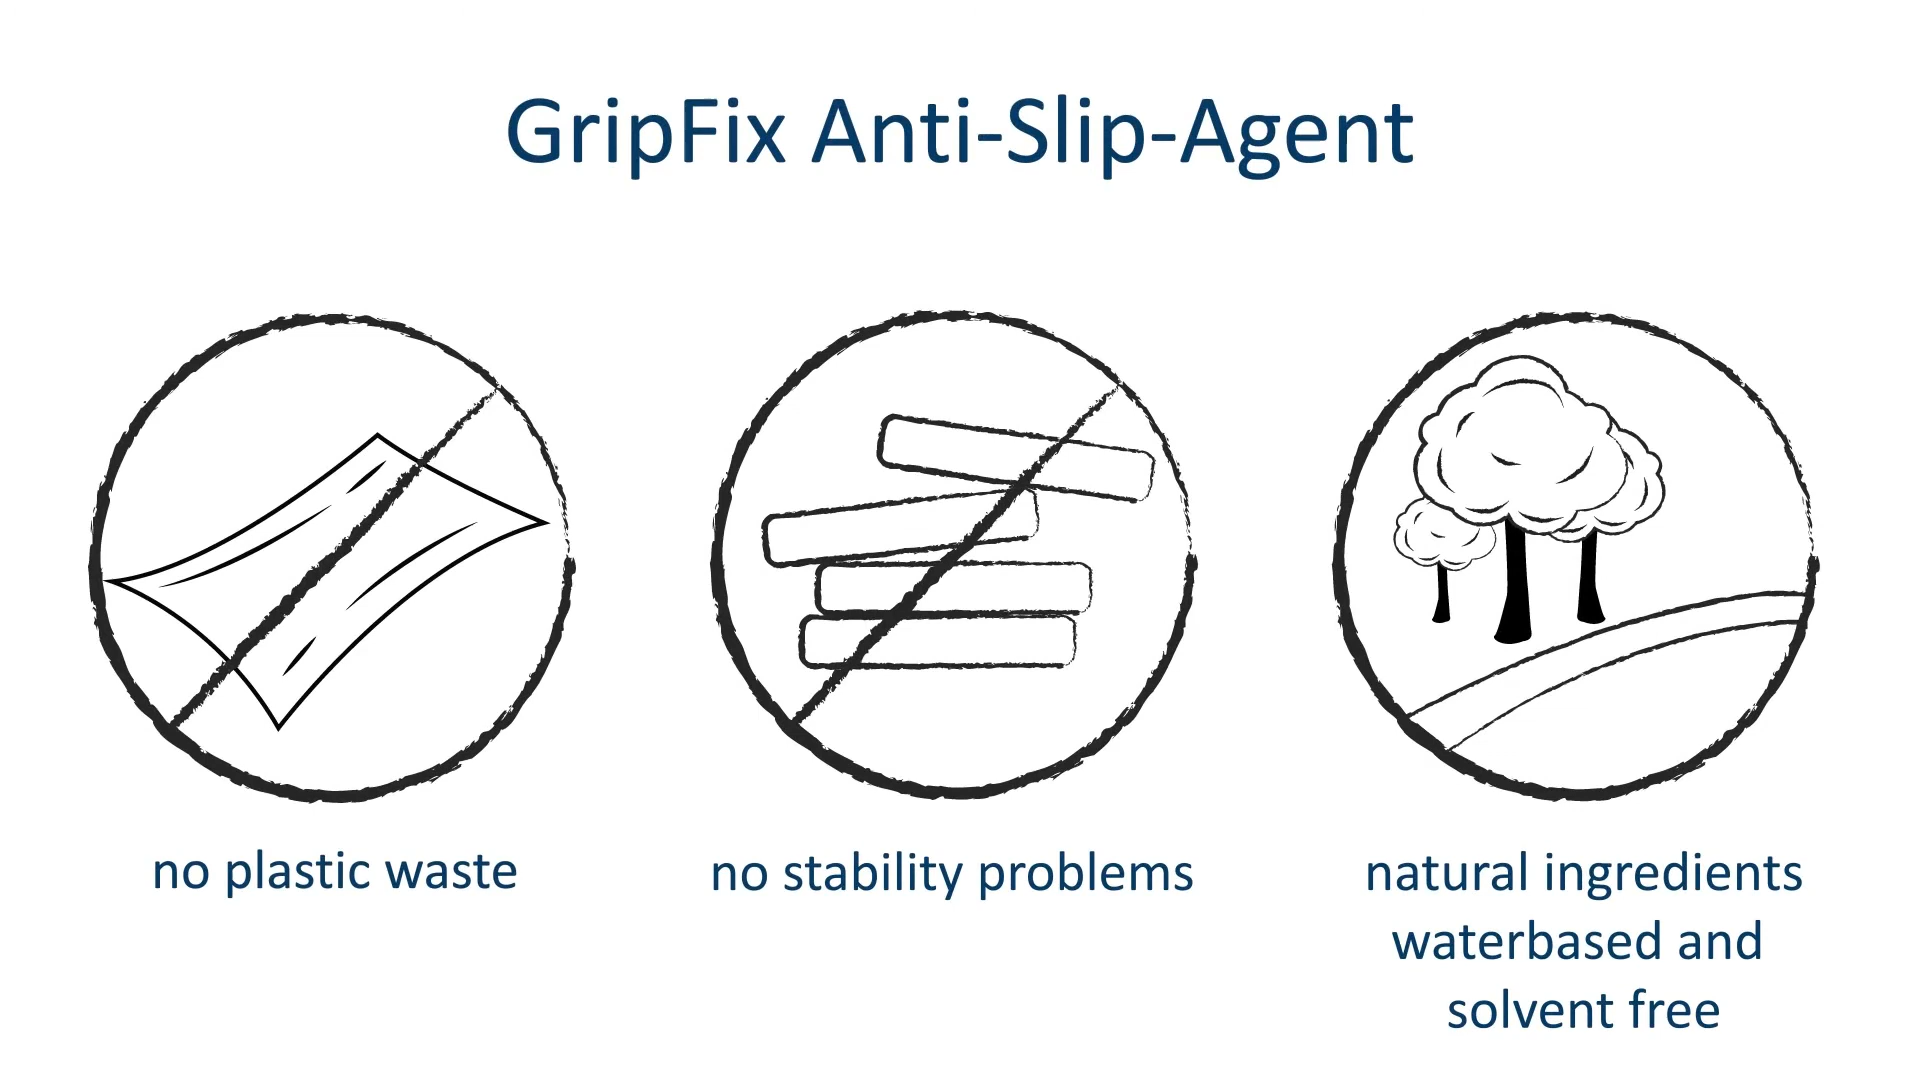 GripFix Anti-Slip-Agent
no plastic waste
no stability problems
natural ingredients
waterbased and
solvent free